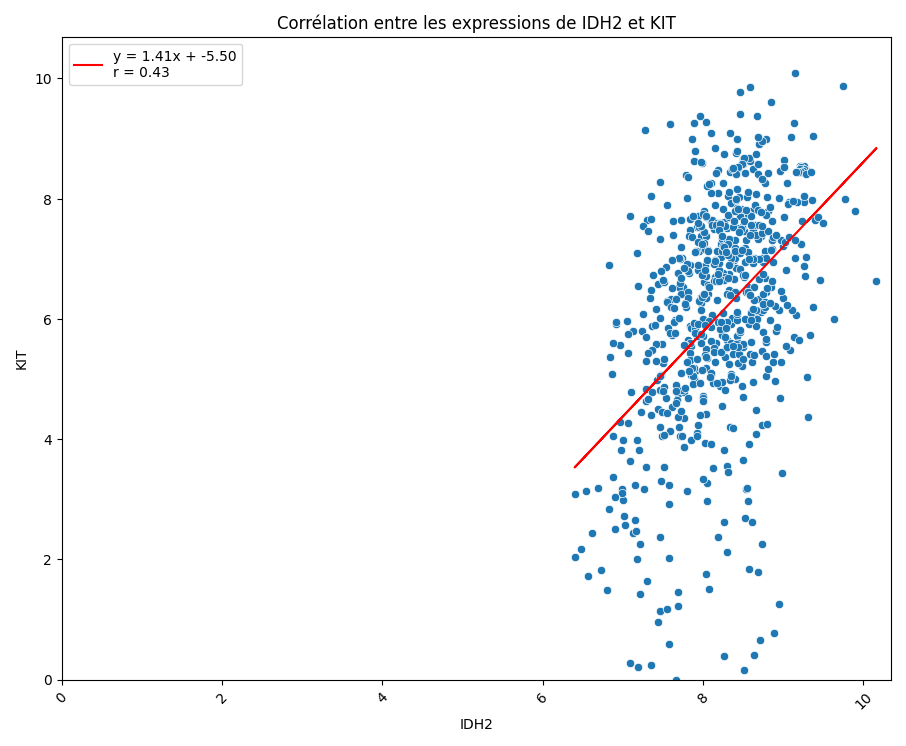 Corrélation entre les expressions de IDH2 et KIT
y = 1.41x + -5.50
r = 0.43
10
8
6
4
2
0
KIT
0
2
4
6
8
10
IDH2